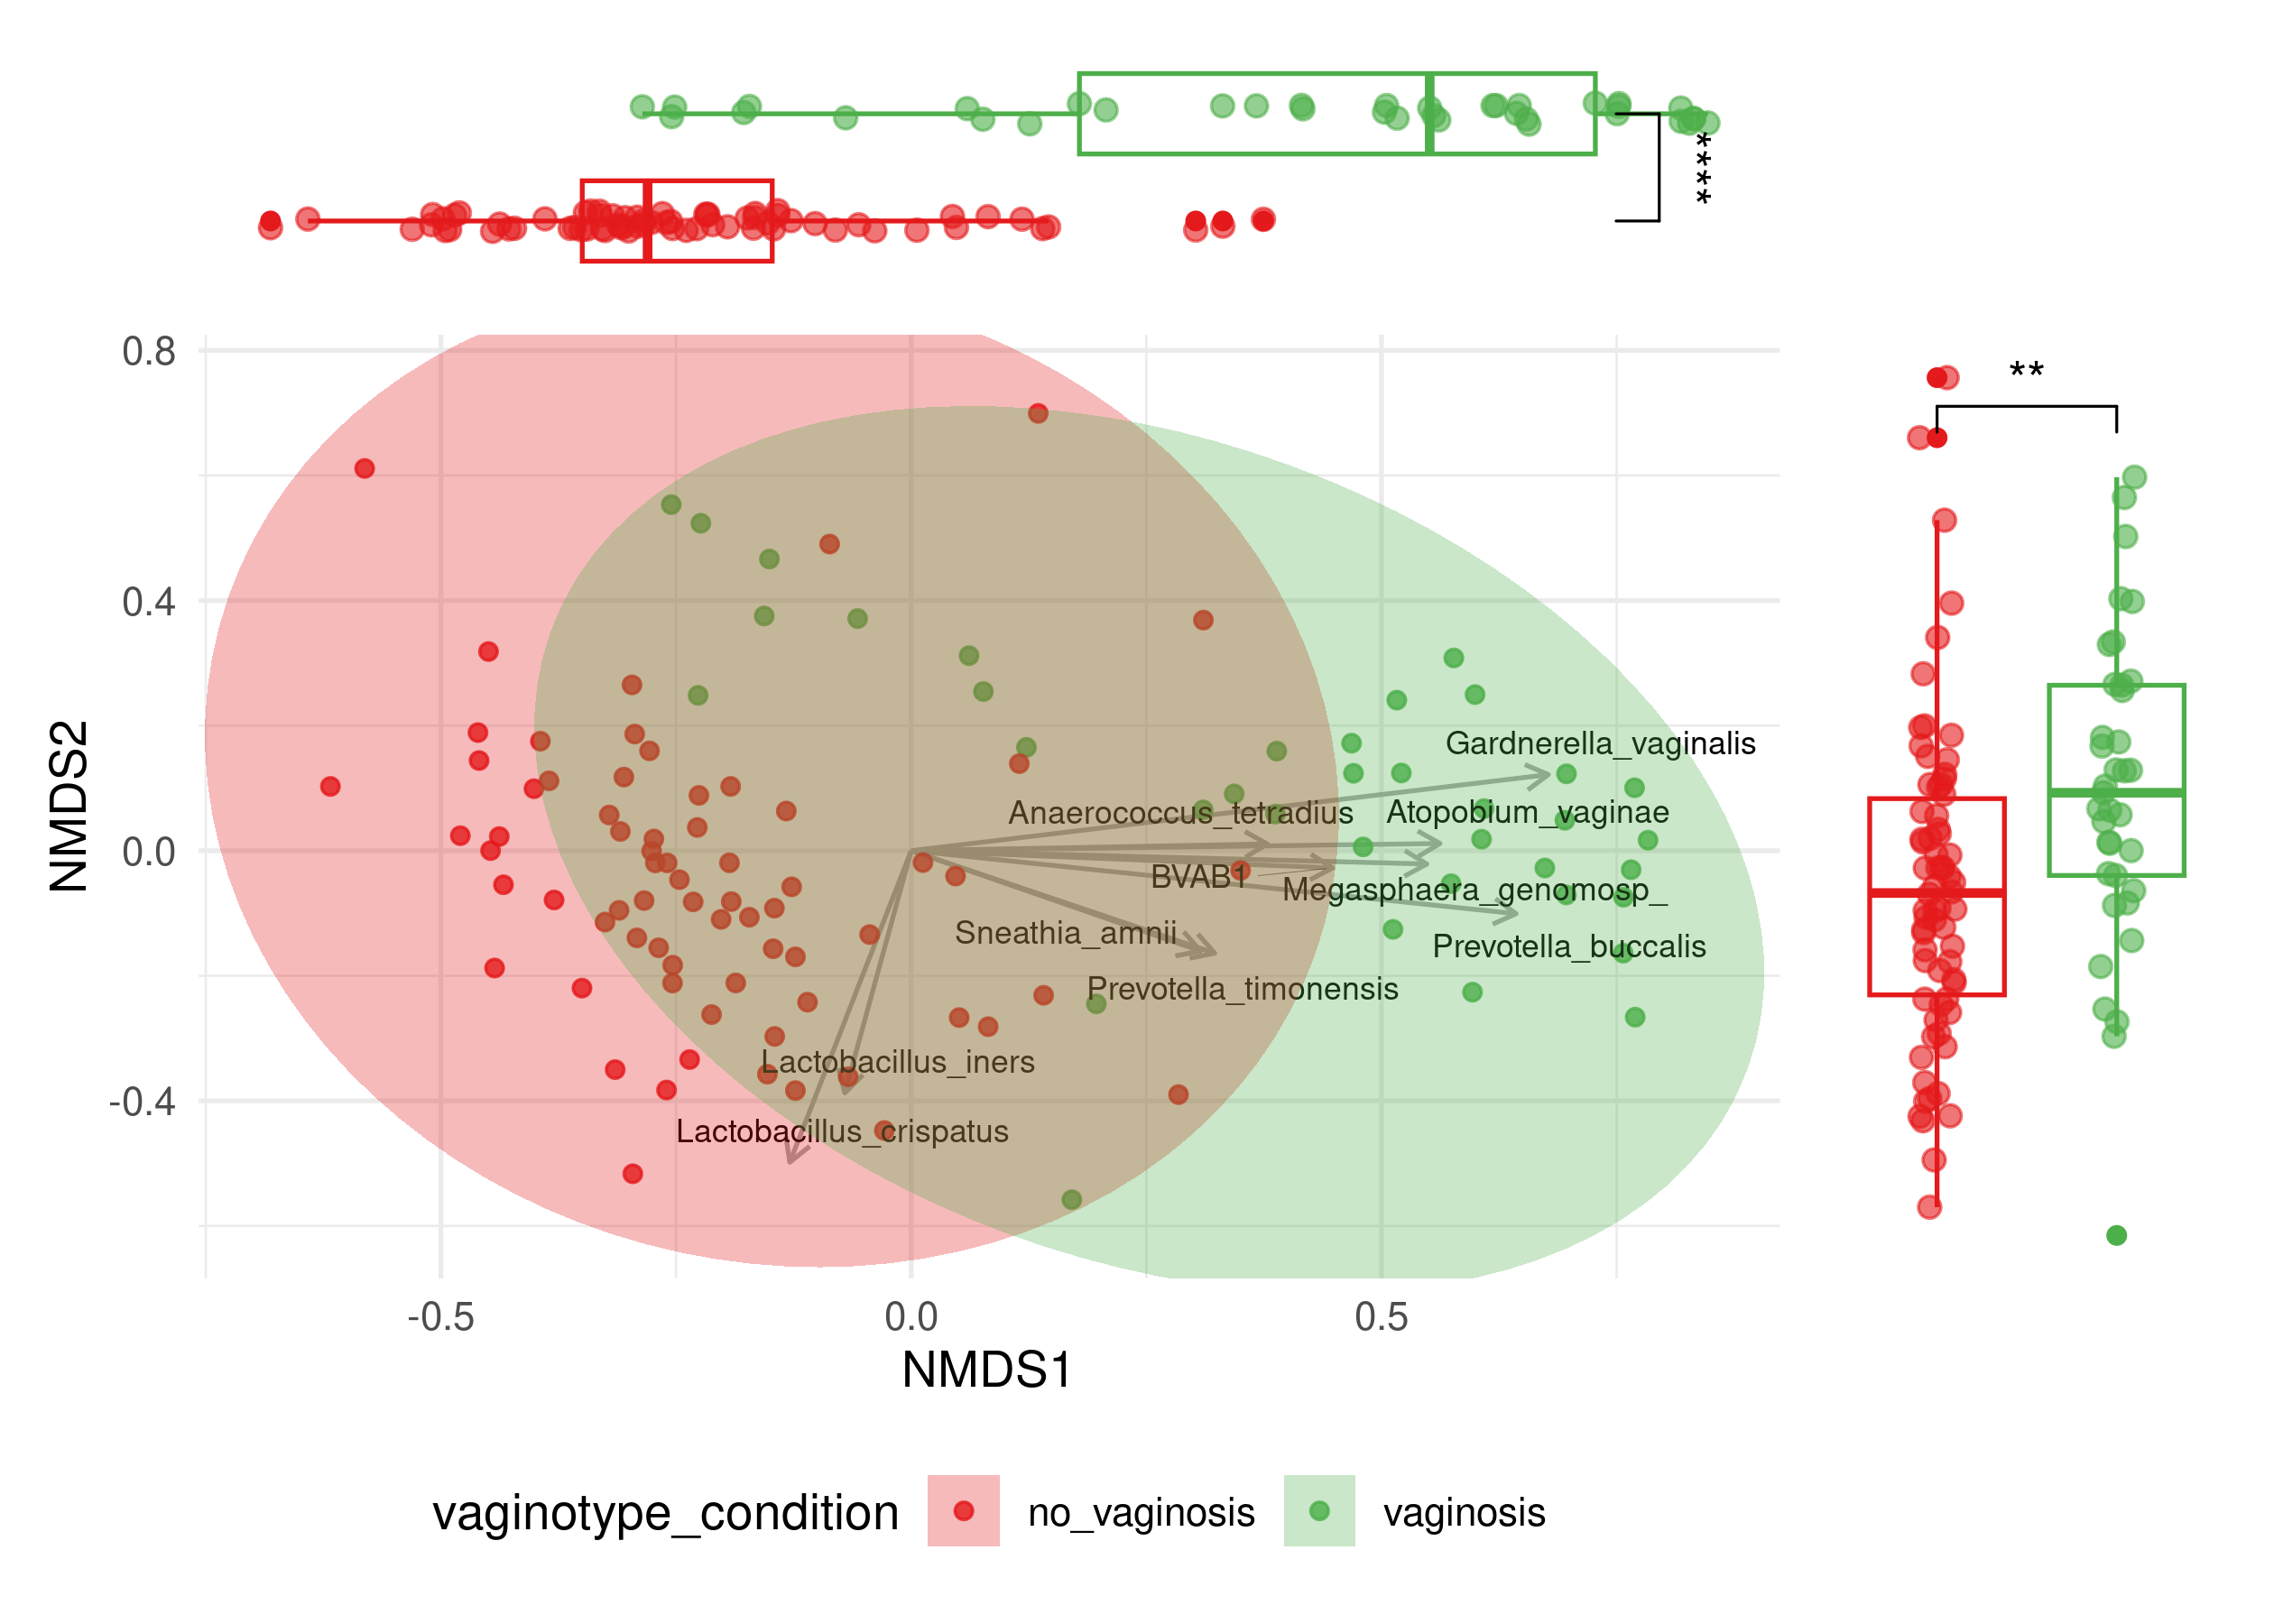 ****
**
0.8
0.4
0.0
-0.4
NMDS2
Gardnerella_vaginalis
Anaerococcus_tetradius
Atopobium_vaginae
BVAB1
Megasphaera_genomosp_
Sneathia_amnii
Prevotella_buccalis
Prevotella_timonensis
Lactobacillus_iners
Lactobacillus_crispatus
-0.5 0.0 0.5
NMDS1
vaginotype_condition no_vaginosis vaginosis